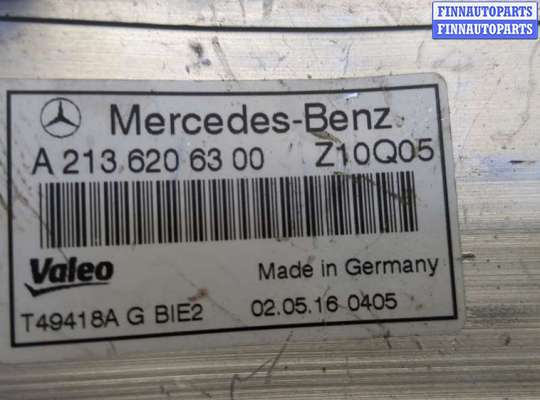 FINNAUTOPARTS
FINNAUTOPARTS
Mercedes-Benz
A 213 620 63 00 Z10Q05
Valeo Made in Germany
T49418A G BIE2 02.05.16 0405